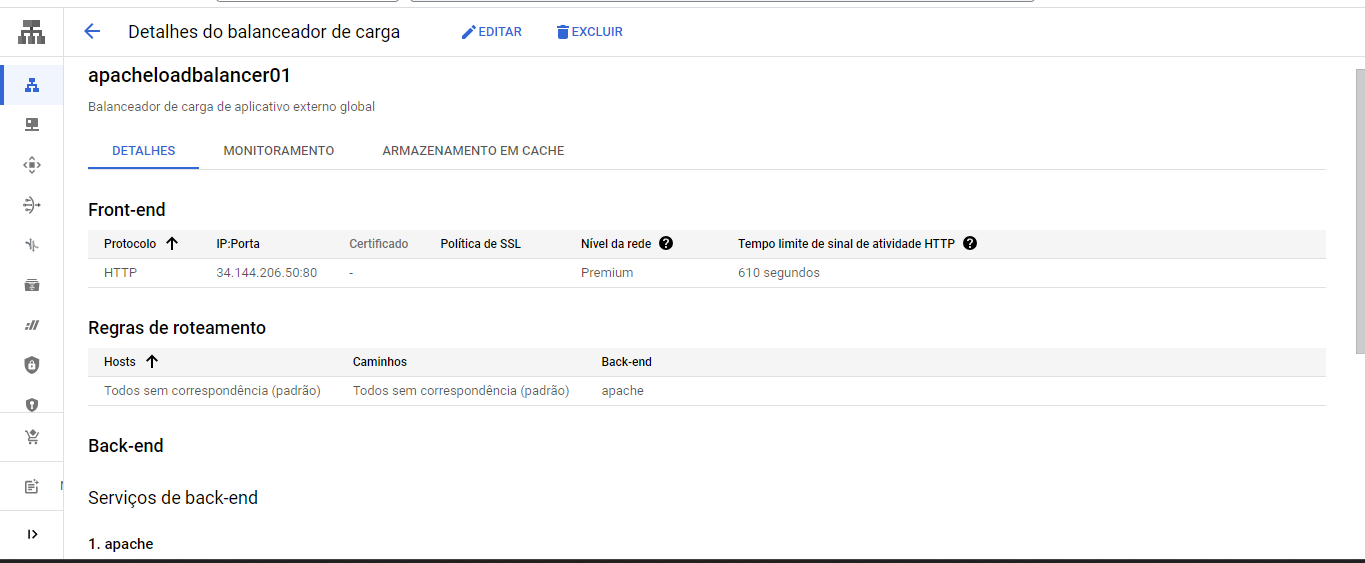 Detalhes do balanceador de carga EDITAR EXCLUIR
apacheloadbalancer01
Balanceador de carga de aplicativo externo global
DETALHES MONITORAMENTO ARMAZENAMENTO EM CACHE
Front-end
Protocolo IP:Porta Certificado Política de SSL Nível da rede Tempo limite de sinal de atividade HTTP
HTTP 34.144.206.50:80 - Premium 610 segundos
Regras de roteamento
Hosts Caminhos Back-end
Todos sem correspondência (padrão) Todos sem correspondência (padrão) apache
Back-end
Serviços de back-end
1. apache